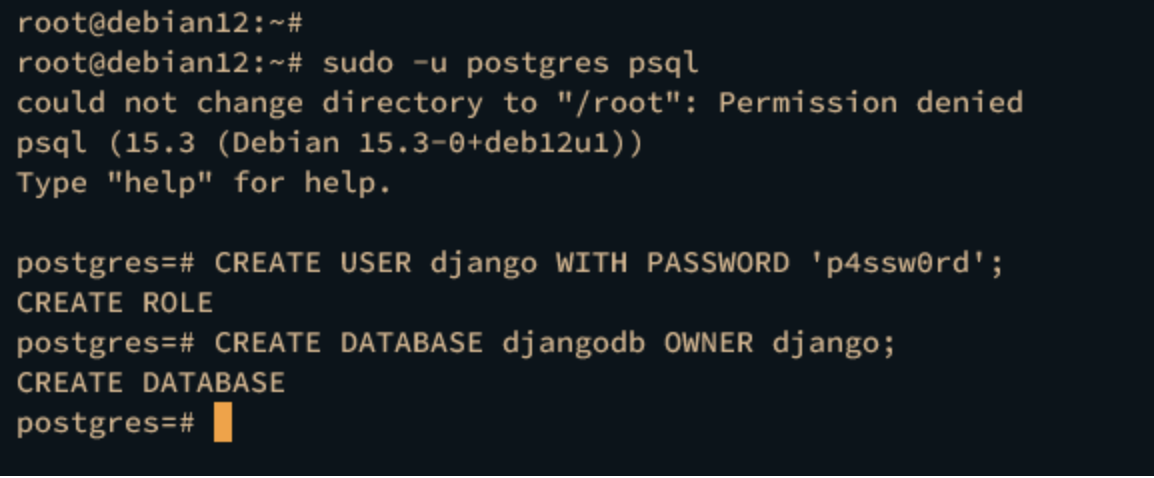 root@debian12:~#
root@debian12:~# sudo -u postgres psql
could not change directory to "/root": Permission denied
psql (15.3 (Debian 15.3-0+deb12u1))
Type "help" for help.
postgres=# CREATE USER django WITH PASSWORD 'p4ssw0rd';
CREATE ROLE
postgres=# CREATE DATABASE djangodb OWNER django;
CREATE DATABASE
postgres=#